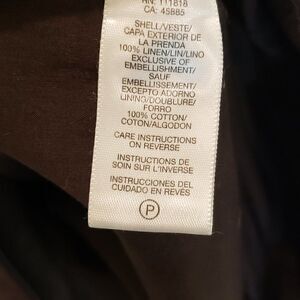 RN: 111818
CA: 45885
SHELL/VESTE/
CAPA EXTERIOR DE
LA PRENDA
100% LINEN/LIN/LINO
EXCLUSIVE OF
EMBELLISHMENT/
SAUF
EMBELLISSEMENT/
EXCEPTO ADORNO
LINING/DOUBLURE/
FORRO
100% COTTON/
COTON/ALGODON
CARE INSTRUCTIONS
ON REVERSE
INSTRUCTIONS DE
SOIN SUR L'INVERSE
INSTRUCCIONES DEL
CUIDADO EN REVÉS
P